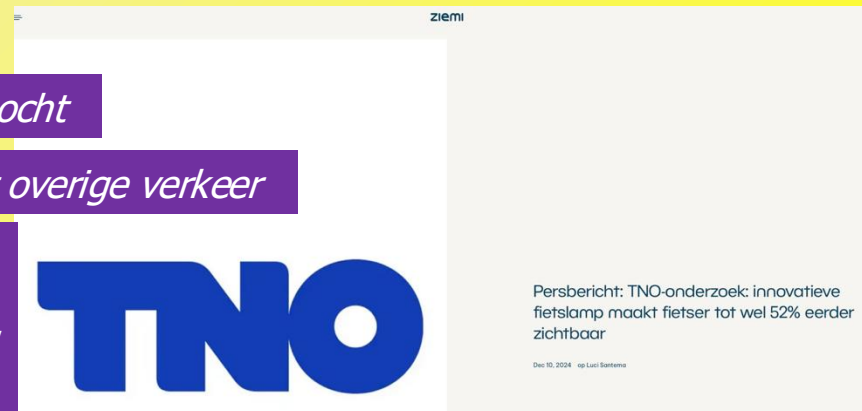 ziemi
ocht
overige verkeer
TNO
Persbericht: TNO-onderzoek: innovatieve
fietslamp maakt fietser tot wel 52% eerder
zichtbaar
Dec 10, 2024 op Luci Santema